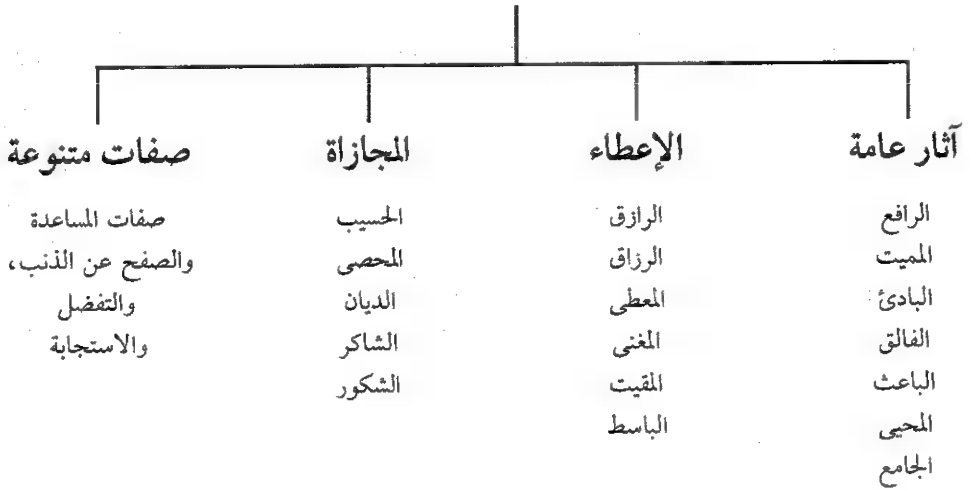 آثار عامة
الرافع
المميت
البادئ
الفالق
الباعث
المحيى
الجامع
الإعطاء
الرازق
الرزاق
المعطى
المغنى
المقيت
الباسط
المجازاة
الحسيب
المحصى
الديان
الشاكر
الشكور
صفات متنوعة
صفات المساعدة
والصفح عن الذنب،
والتفضل
والاستجابة